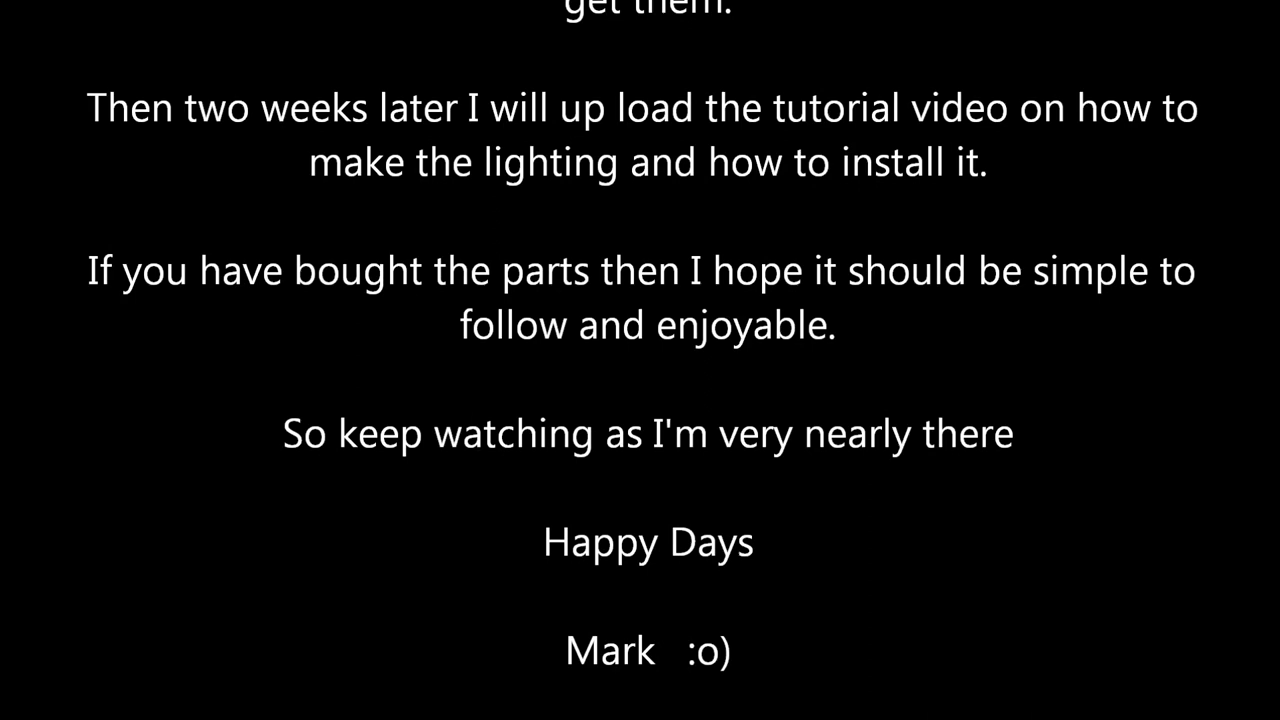 get them.
Then two weeks later I will up load the tutorial video on how to
make the lighting and how to install it.
If you have bought the parts then I hope it should be simple to
follow and enjoyable.
So keep watching as I'm very nearly there
Happy Days
Mark :o)